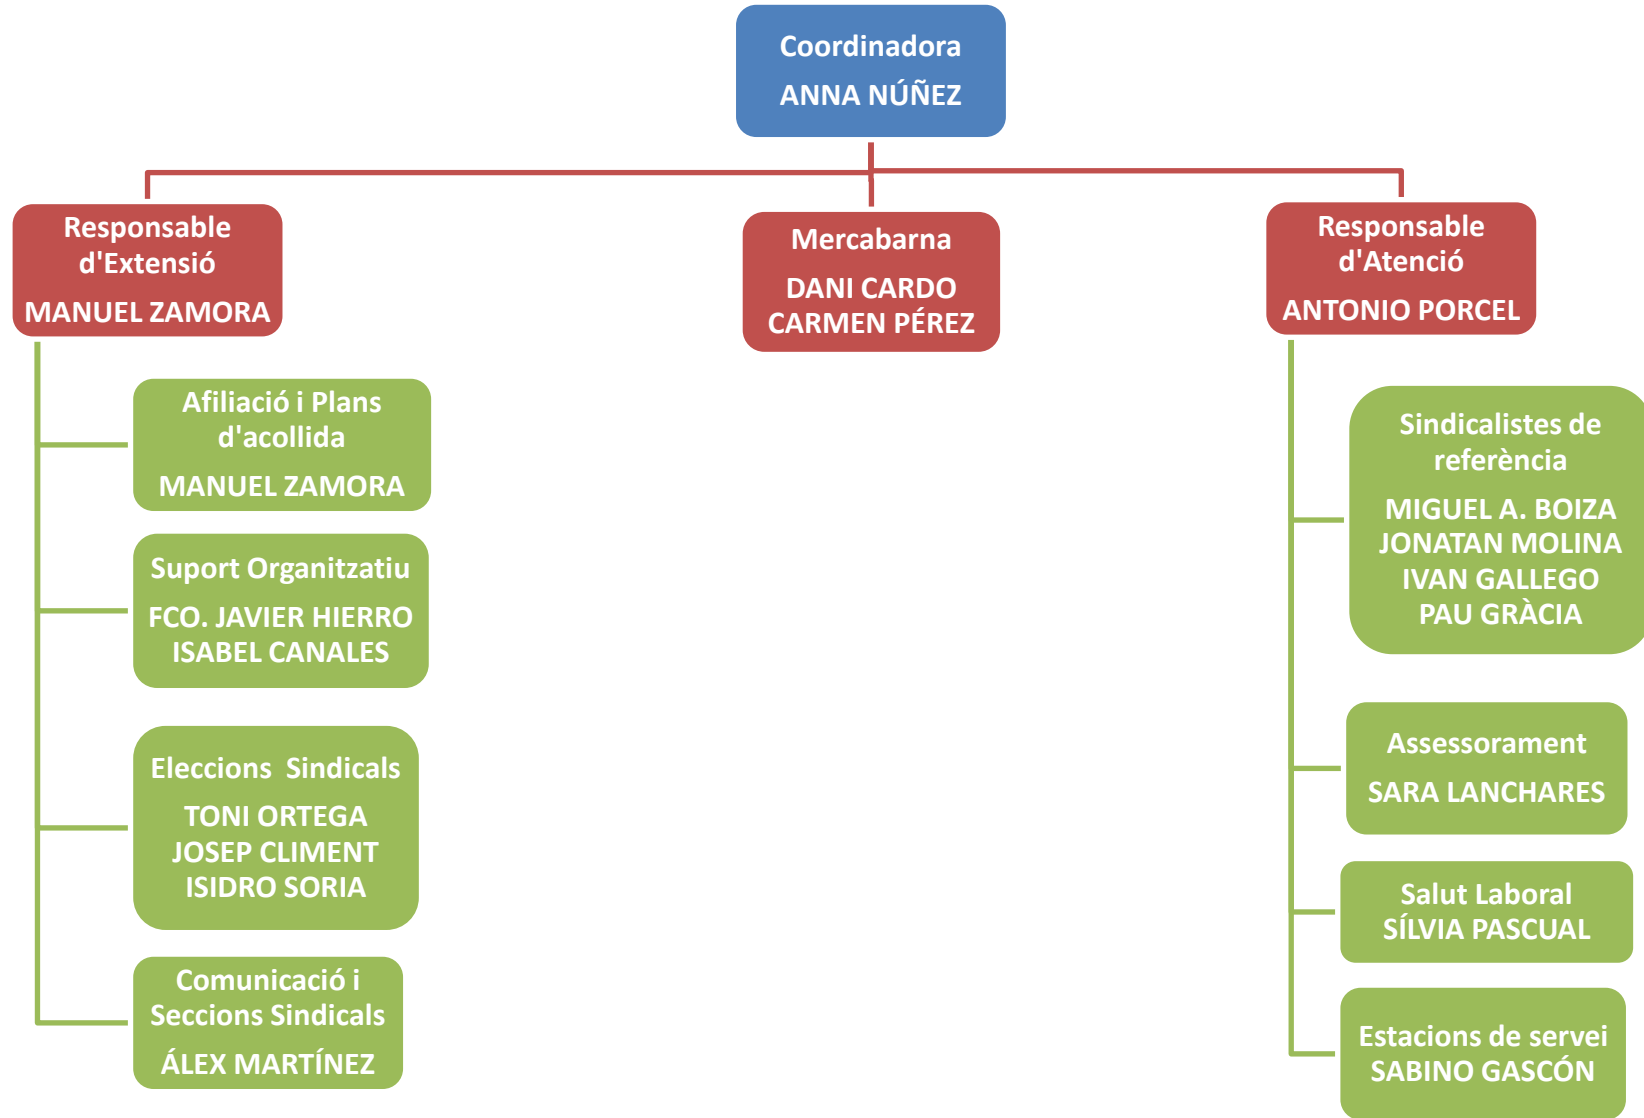 Coordinadora
ANNA NÚÑEZ
Responsable
d'Extensió
MANUEL ZAMORA
Mercabarna
DANI CARDO
CARMEN PÉREZ
Responsable
d'Atenció
ANTONIO PORCEL
Afiliació i Plans
d'acollida
MANUEL ZAMORA
Suport Organitzatiu
FCO. JAVIER HIERRO
ISABEL CANALES
Eleccions  Sindicals
TONI ORTEGA
JOSEP CLIMENT
ISIDRO SORIA
Comunicació i
Seccions Sindicals
ÁLEX MARTÍNEZ
Sindicalistes de
referència
MIGUEL A. BOIZA
JONATAN MOLINA
IVAN GALLEGO
PAU GRÀCIA
Assessorament
SARA LANCHARES
Salut Laboral
SÍLVIA PASCUAL
Estacions de servei
SABINO GASCÓN